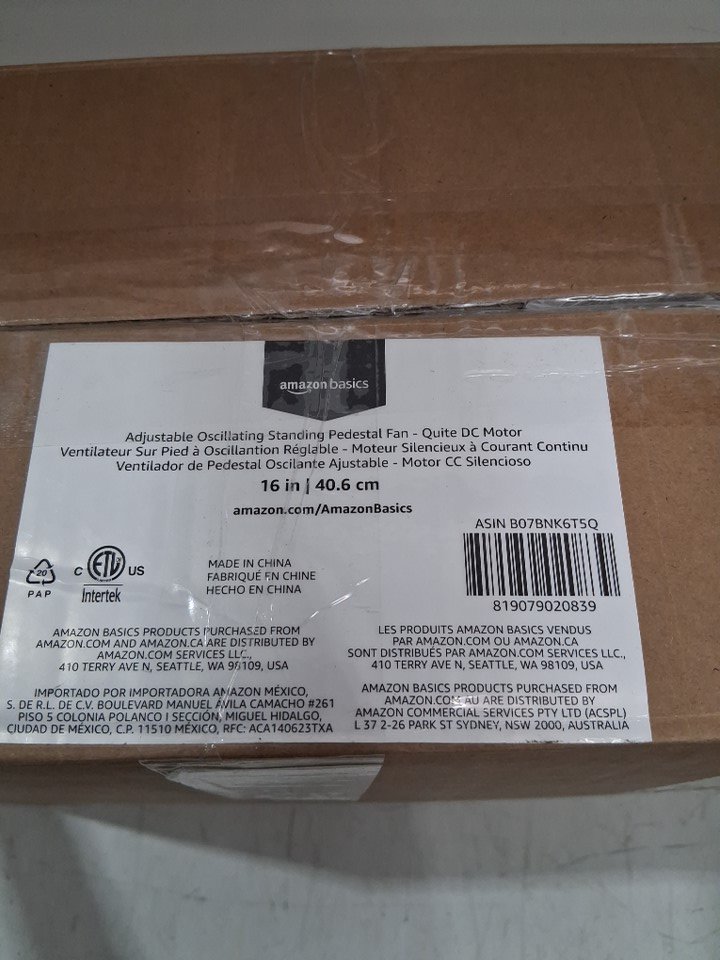 amazon basics
Adjustable Oscillating Standing Pedestal Fan - Quite DC Motor
Ventilateur Sur Pied à Oscillantion Réglable - Moteur Silencieux à Courant Continu
Ventilador de Pedestal Oscilante Ajustable - Motor CC Silencioso
16 in | 40.6 cm
amazon.com/AmazonBasics
ASIN B07BNK6T5Q
819079020839
20
PAP
C ETL US
Intertek
MADE IN CHINA
FABRIQUÉ EN CHINE
HECHO EN CHINA
AMAZON BASICS PRODUCTS PURCHASED FROM
AMAZON.COM AND AMAZON.CA ARE DISTRIBUTED BY
AMAZON.COM SERVICES LLC.,
410 TERRY AVE N, SEATTLE, WA 98109, USA
LES PRODUITS AMAZON BASICS VENDUS
PAR AMAZON.COM OU AMAZON.CA
SONT DISTRIBUÉS PAR AMAZON.COM SERVICES LLC.,
410 TERRY AVE N, SEATTLE, WA 98109, USA
IMPORTADO POR IMPORTADORA AMAZON MÉXICO,
S. DE R.L. DE C.V. BOULEVARD MANUEL ÁVILA CAMACHO #261
PISO 5 COLONIA POLANCO I SECCIÓN, MIGUEL HIDALGO,
CIUDAD DE MÉXICO, C.P. 11510 MÉXICO, RFC: ACA140623TXA
AMAZON BASICS PRODUCTS PURCHASED FROM
AMAZON.COM.AU ARE DISTRIBUTED BY
AMAZON COMMERCIAL SERVICES PTY LTD (ACSPL)
L 37 2-26 PARK ST SYDNEY, NSW 2000, AUSTRALIA